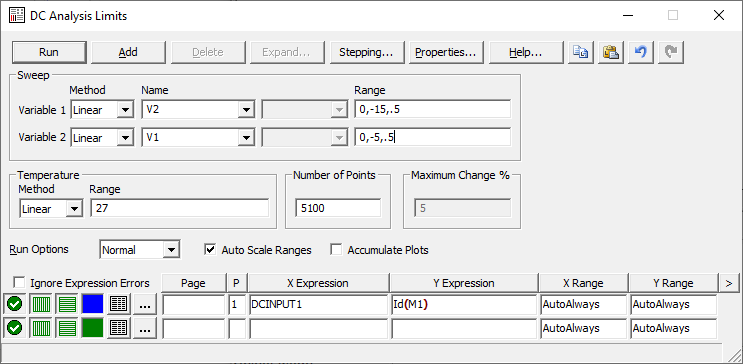 DC Analysis Limits
Run Add Delete Expand... Stepping... Properties... Help...
Sweep
Method Name Range
Variable 1 Linear V2 0,-15,.5
Variable 2 Linear V1 0,-5,.5
Temperature Number of Points Maximum Change %
Method Range
Linear 27 5100 5
Run Options Normal Auto Scale Ranges Accumulate Plots
Ignore Expression Errors Page P X Expression Y Expression X Range Y Range >
... 1 DCINPUT1 Id(M1) AutoAlways AutoAlways
... AutoAlways AutoAlways